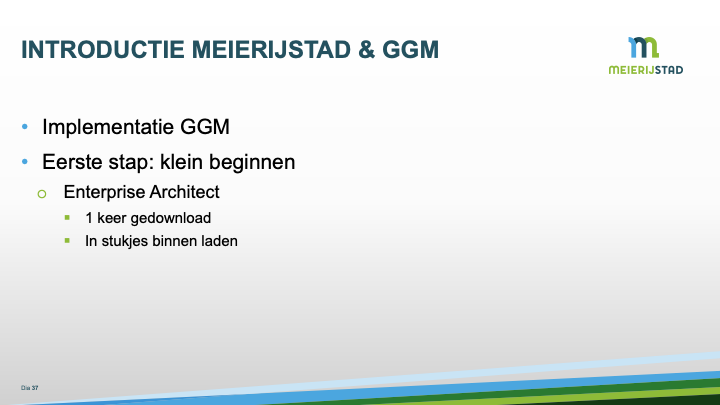 INTRODUCTIE MEIERIJSTAD & GGM
MEIERIJSTAD
Implementatie GGM
Eerste stap: klein beginnen
Enterprise Architect
1 keer gedownload
In stukjes binnen laden
Dia 37